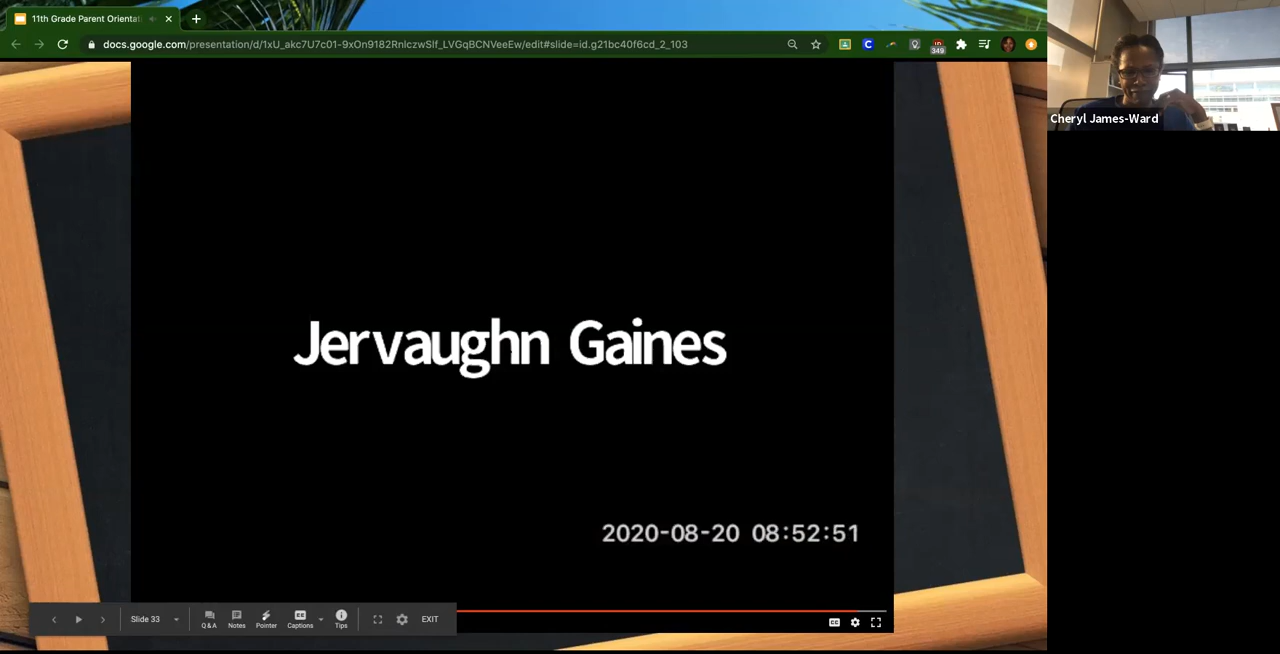 11th Grade Parent Orientat
docs.google.com/presentation/d/1xU_akc7U7c01-9xOn9182RnlczwSlf_LVGqBCNVeeEw/edit#slide=id.g21bc40f6cd_2_103
349
Cheryl James-Ward
Jervaughn Gaines
2020-08-20 08:52:51
Slide 33
Q&A
Notes
Pointer
Captions
Tips
EXIT